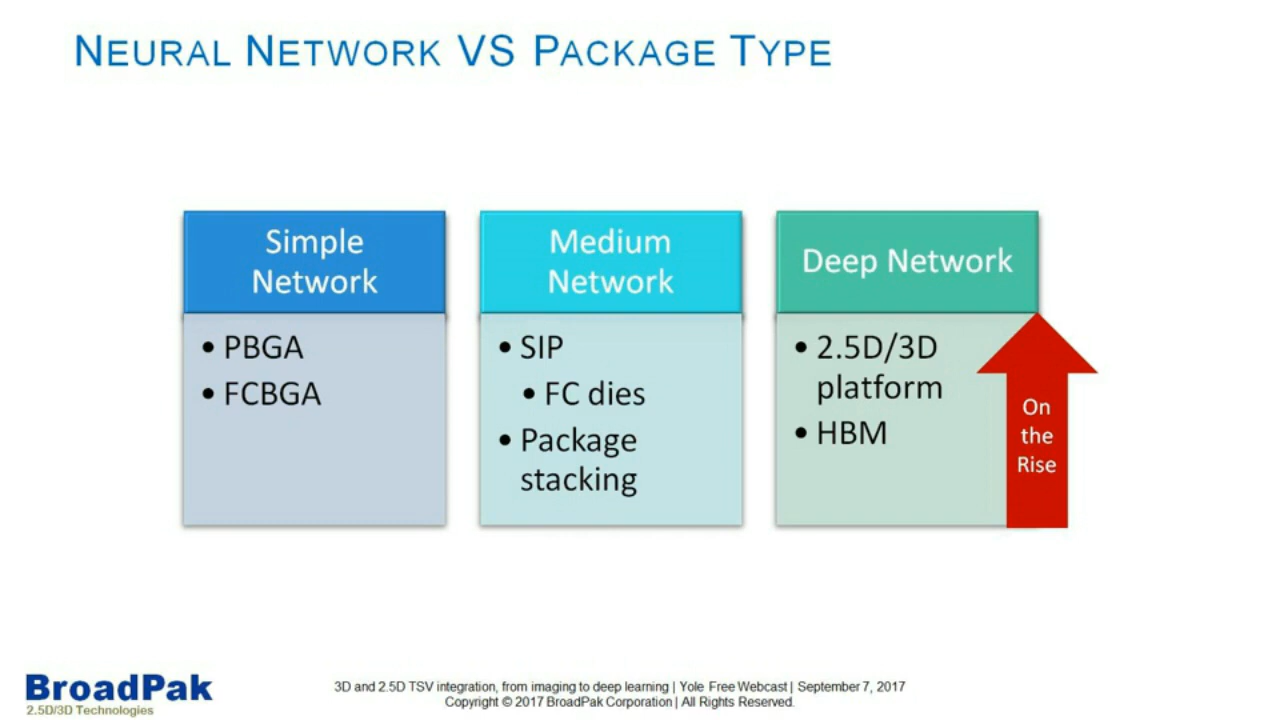 NEURAL NETWORK VS PACKAGE TYPE
Simple
Network
• PBGA
• FCBGA
Medium
Network
• SIP
• FC dies
• Package
stacking
Deep Network
• 2.5D/3D
platform
• HBM
On
the
Rise
BroadPak
2.5D/3D Technologies
3D and 2.5D TSV integration, from imaging to deep learning | Yole Free Webcast | September 7, 2017
Copyright © 2017 BroadPak Corporation | All Rights Reserved.